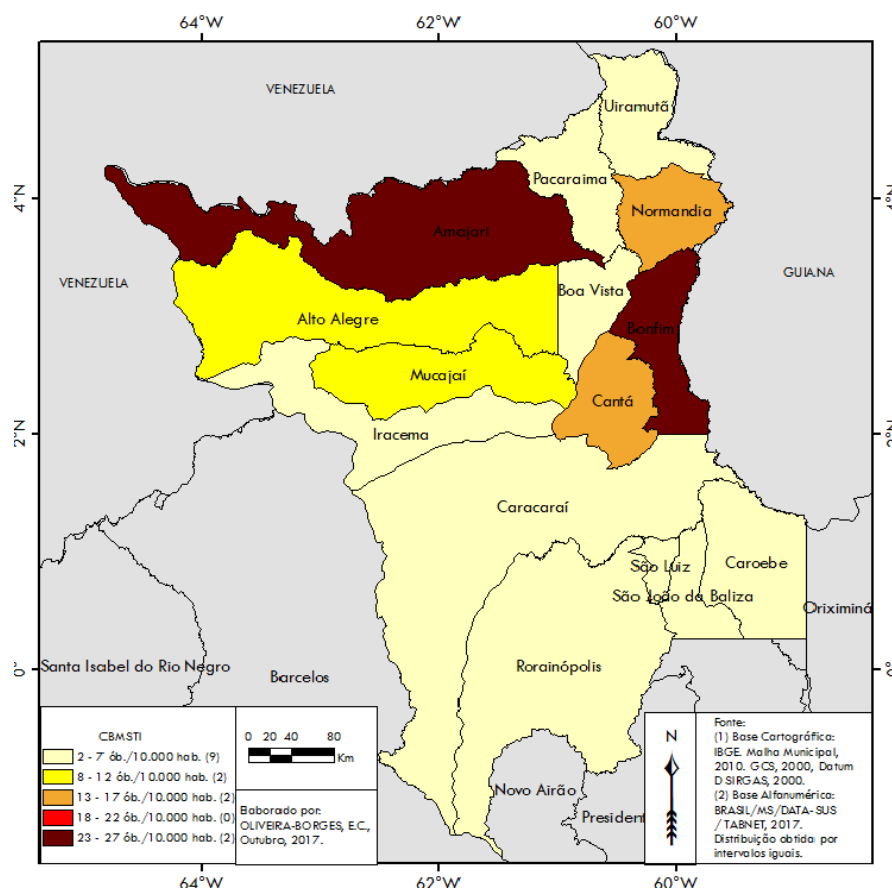 64°W 62°W 60°W
VENEZUELA
Uiramutã
Pacaraima
4°N 4°N
Normandia
Amajari
VENEZUELA
GUIANA
Boa Vista
Alto Alegre
Bonfim
Mucajaí
Cantá
Iracema
2°N 2°N
Caracaraí
São Luiz
Caroebe
São João da Baliza
Oriximiná
Santa Isabel do Rio Negro
Barcelos
Rorainópolis
0° 0°
Novo Airão
President
CBMSTI
2 - 7 ób./10.000 hab. (9)
8 - 12 ób./10.000 hab. (2)
13 - 17 ób./10.000 hab. (2)
18 - 22 ób./10.000 hab. (0)
23 - 27 ób./10.000 hab. (2)
0 20 40 80
Km
Elaborado por:
OLIVEIRA-BORGES, E.C.,
Outubro, 2017.
N
Fonte:
(1) Base Cartográfica:
IBGE. Malha Municipal,
2010. GCS, 2000, Datum
D SIRGAS, 2000.
(2) Base Alfanumérica:
BRASIL/MS/DATA-SUS
/ TABNET, 2017.
Distribuição obtida por
intervalos iguais.
64°W 62°W 60°W